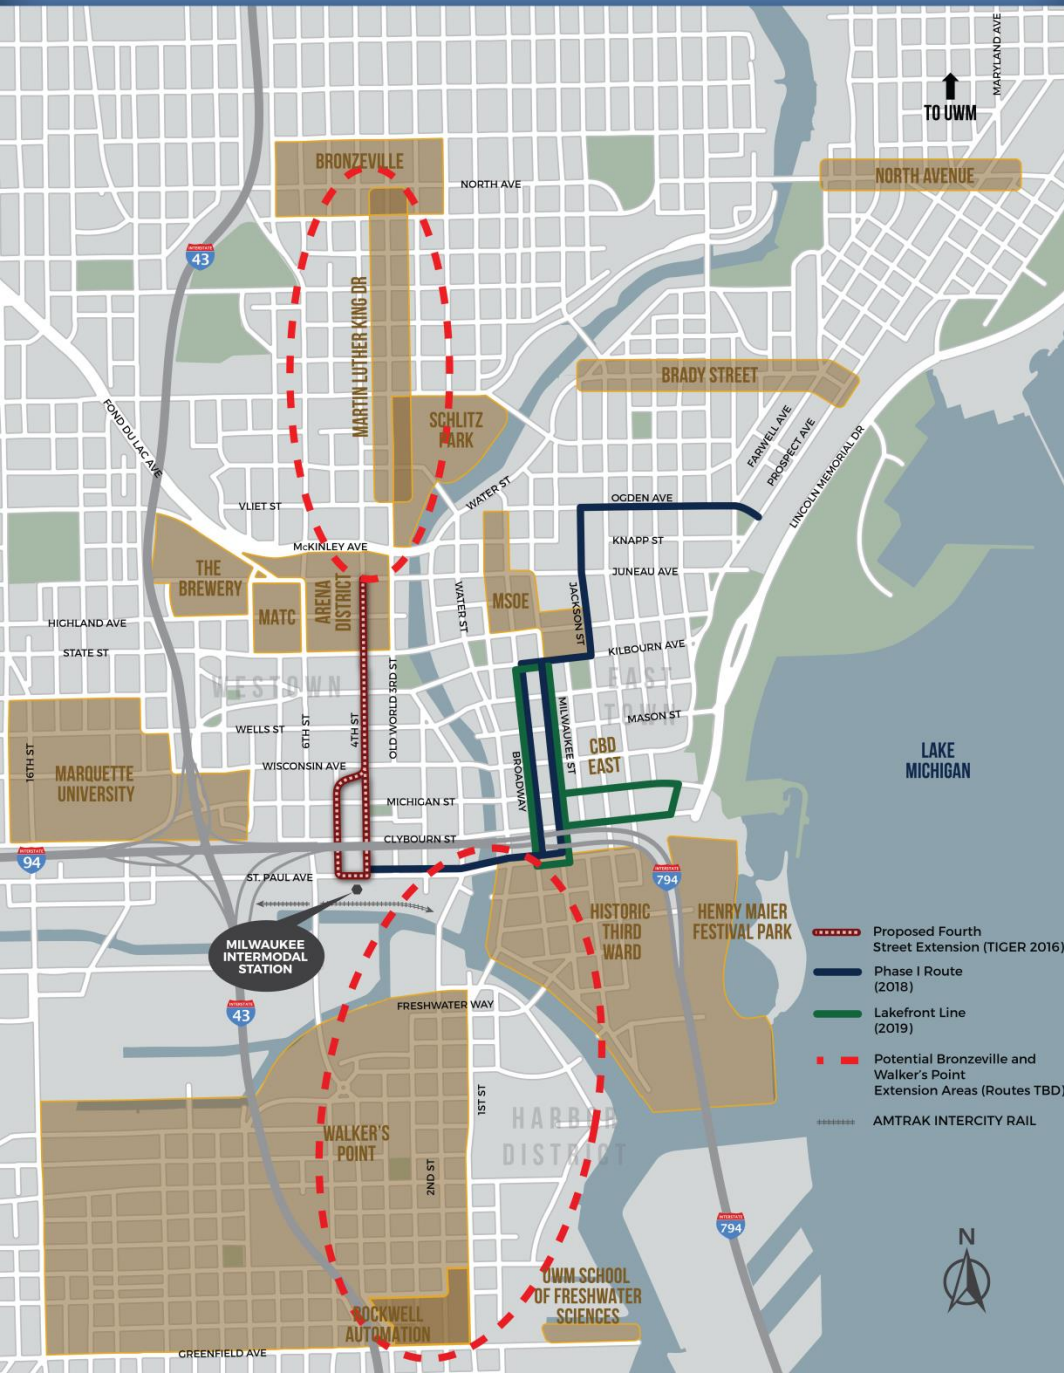 MARYLAND AVE
TO UWM
BRONZEVILLE
NORTH AVE
NORTH AVENUE
INTERSTATE
43
MARTIN LUTHER KING DR
BRADY STREET
SCHLITZ
PARK
FOND DU LAC AVE
FARWELL AVE
PROSPECT AVE
LINCOLN MEMORIAL DR
VLIET ST
WATER ST
OGDEN AVE
McKINLEY AVE
KNAPP ST
JUNEAU AVE
THE
BREWERY
MATC
ARENA
DISTRICT
WATER ST
MSOE
JACKSON ST
HIGHLAND AVE
STATE ST
KILBOURN AVE
WESTOWN
EAST
TOWN
OLD WORLD 3RD ST
4TH ST
6TH ST
WELLS ST
MASON ST
MILWAUKEE ST
BROADWAY
CBD
EAST
16TH ST
MARQUETTE
UNIVERSITY
WISCONSIN AVE
LAKE
MICHIGAN
MICHIGAN ST
CLYBOURN ST
INTERSTATE
94
ST. PAUL AVE
INTERSTATE
794
MILWAUKEE
INTERMODAL
STATION
HISTORIC
THIRD
WARD
HENRY MAIER
FESTIVAL PARK
Proposed Fourth
Street Extension (TIGER 2016)
Phase I Route
(2018)
Lakefront Line
(2019)
Potential Bronzeville and
Walker's Point
Extension Areas (Routes TBD)
AMTRAK INTERCITY RAIL
INTERSTATE
43
FRESHWATER WAY
1ST ST
HARBOR
DISTRICT
WALKER'S
POINT
2ND ST
INTERSTATE
794
N
UWM SCHOOL
OF FRESHWATER
SCIENCES
ROCKWELL
AUTOMATION
GREENFIELD AVE